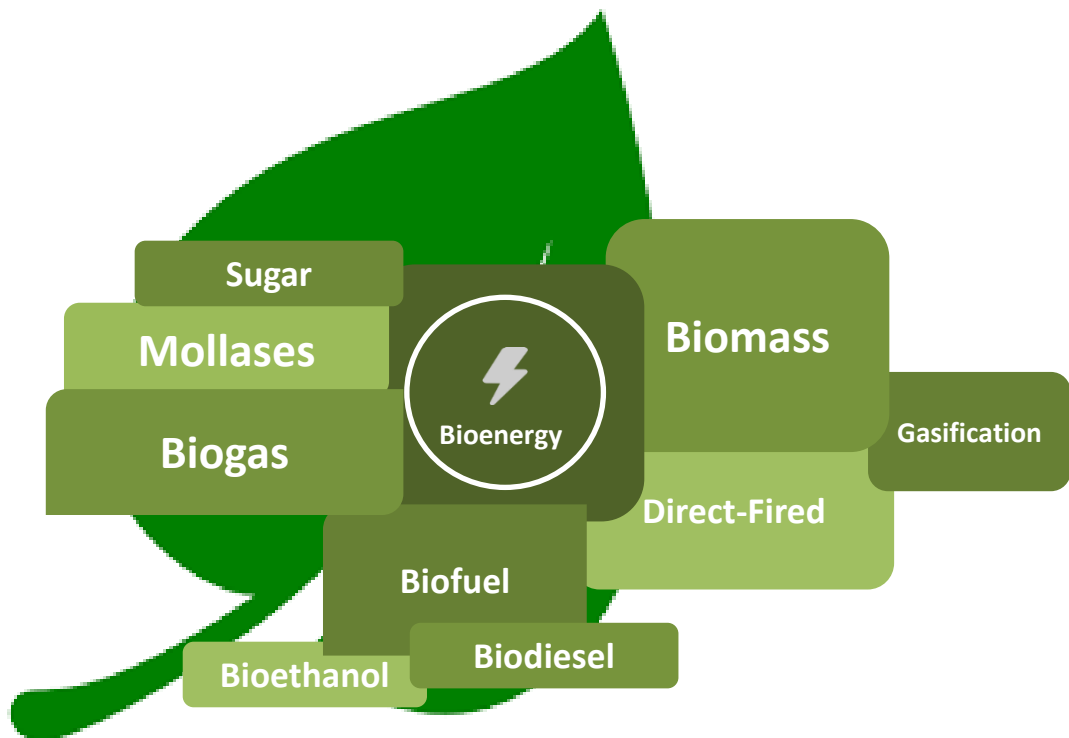 Sugar
Mollases
Biogas
Bioenergy
Biomass
Gasification
Direct-Fired
Biofuel
Bioethanol
Biodiesel